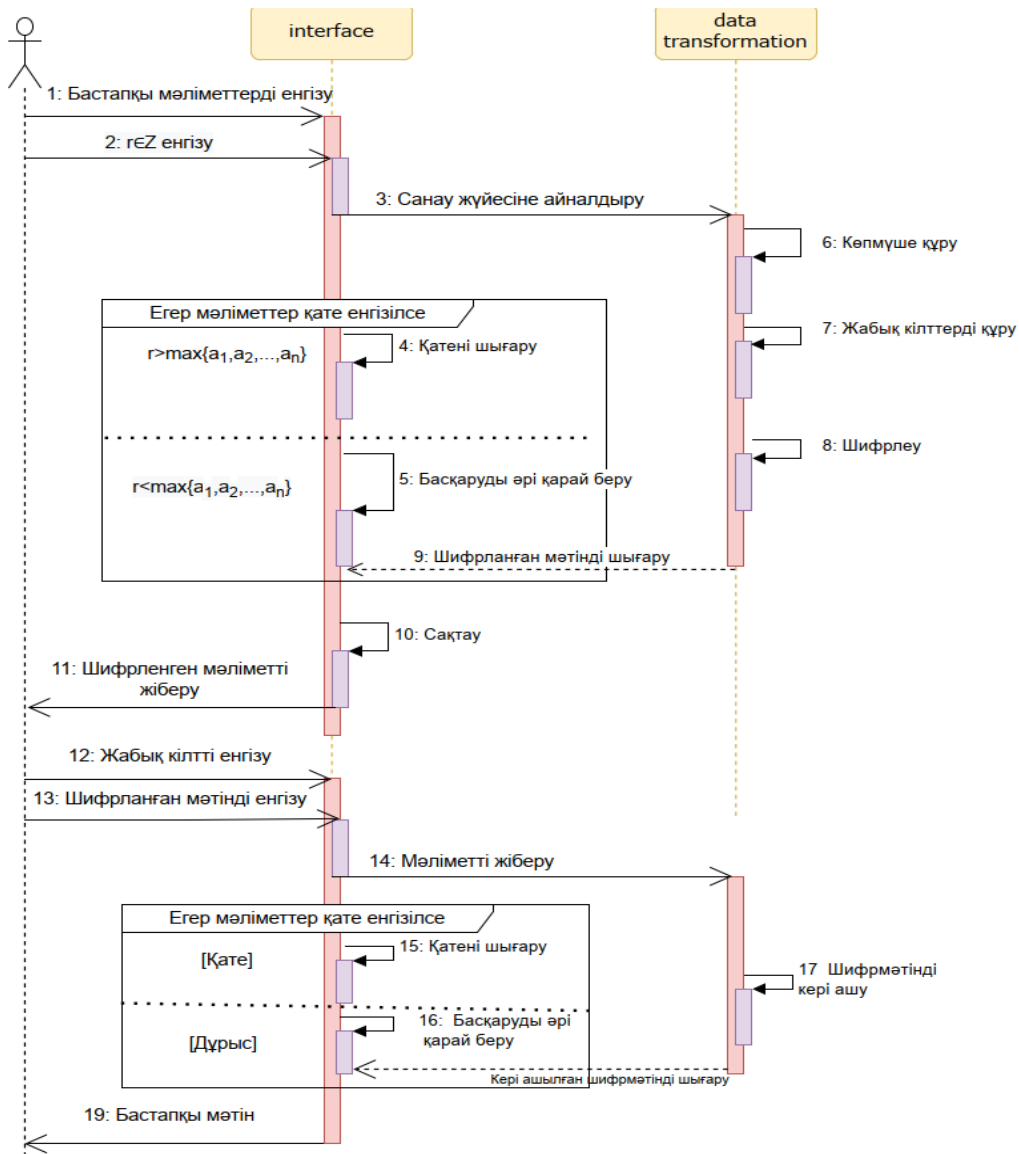 interface
data
transformation
1: Бастапқы мәліметтерді енгізу
2: r∈Z енгізу
3: Санау жүйесіне айналдыру
6: Көпмүше құру
Егер мәліметтер қате енгізілсе
7: Жабық кілттерді құру
r>max{a₁,a₂,...,aₙ}
4: Қатені шығару
8: Шифрлеу
r<max{a₁,a₂,...,aₙ}
5: Басқаруды әрі қарай беру
9: Шифрланған мәтінді шығару
10: Сақтау
11: Шифрленген мәліметті
жіберу
12: Жабық кілтті енгізу
13: Шифрланған мәтінді енгізу
14: Мәліметті жіберу
Егер мәліметтер қате енгізілсе
[Қате]
15: Қатені шығару
17 Шифрмәтінді
кері ашу
16: Басқаруды әрі
қарай беру
[Дұрыс]
Кері ашылған шифрмәтінді шығару
19: Бастапқы мәтін